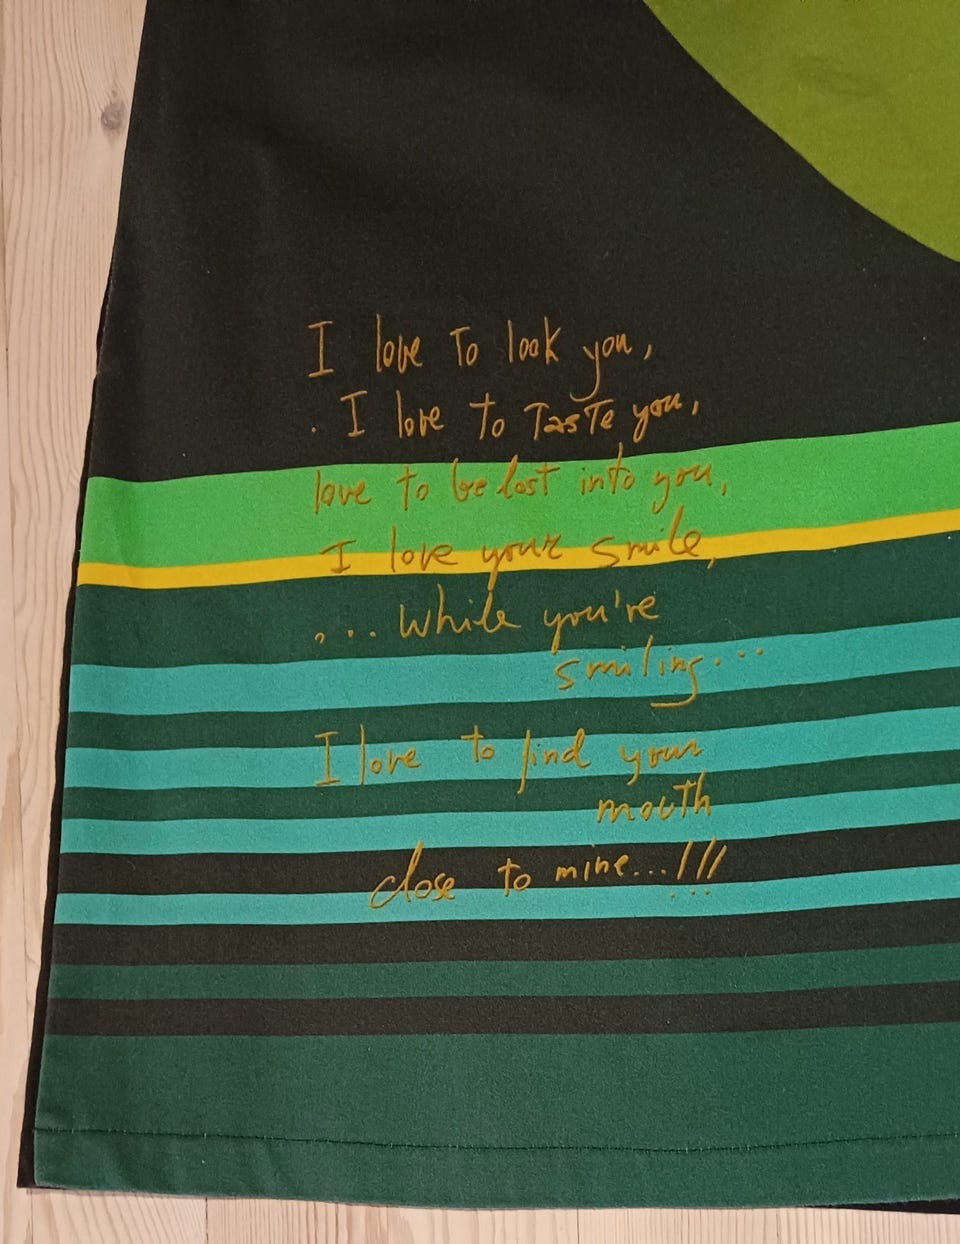 I love to look you,
. I love to Taste you,
love to be lost into you,
I love your smile,
... While you're
smiling...
I love to find your
mouth
close to mine...!!!